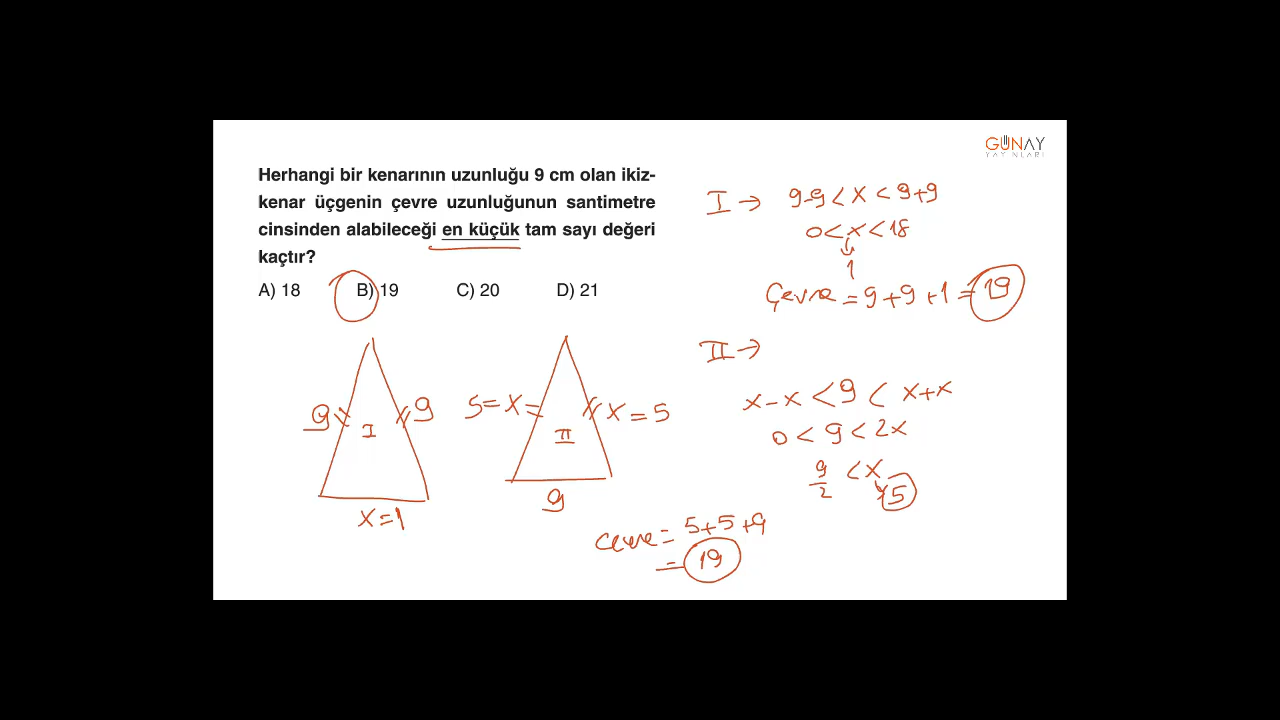 GÜNAY
YAYINLARI
Herhangi bir kenarının uzunluğu 9 cm olan ikiz-
kenar üçgenin çevre uzunluğunun santimetre
cinsinden alabileceği en küçük tam sayı değeri
kaçtır?
A) 18 B) 19 C) 20 D) 21
I → 9-9 < x < 9+9
0 < x < 18
1
Çevre = 9+9+1 = 19
II →
x-x < 9 < x+x
0 < 9 < 2x
9/2 < x
5
9 I 9
x=1
5=x= II x=5
9
Çevre = 5+5+9
= 19